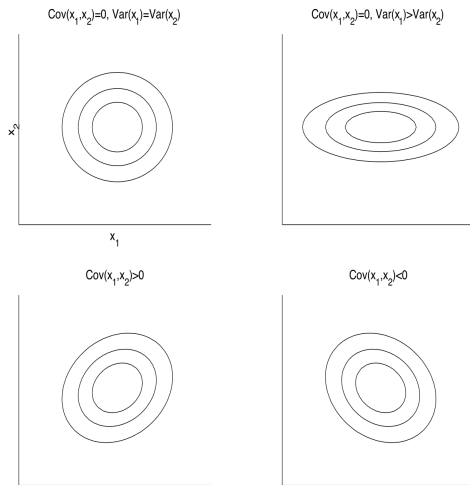 Cov(x₁,x₂)=0, Var(x₁)=Var(x₂)
Cov(x₁,x₂)=0, Var(x₁)>Var(x₂)
x₂
x₁
Cov(x₁,x₂)>0
Cov(x₁,x₂)<0